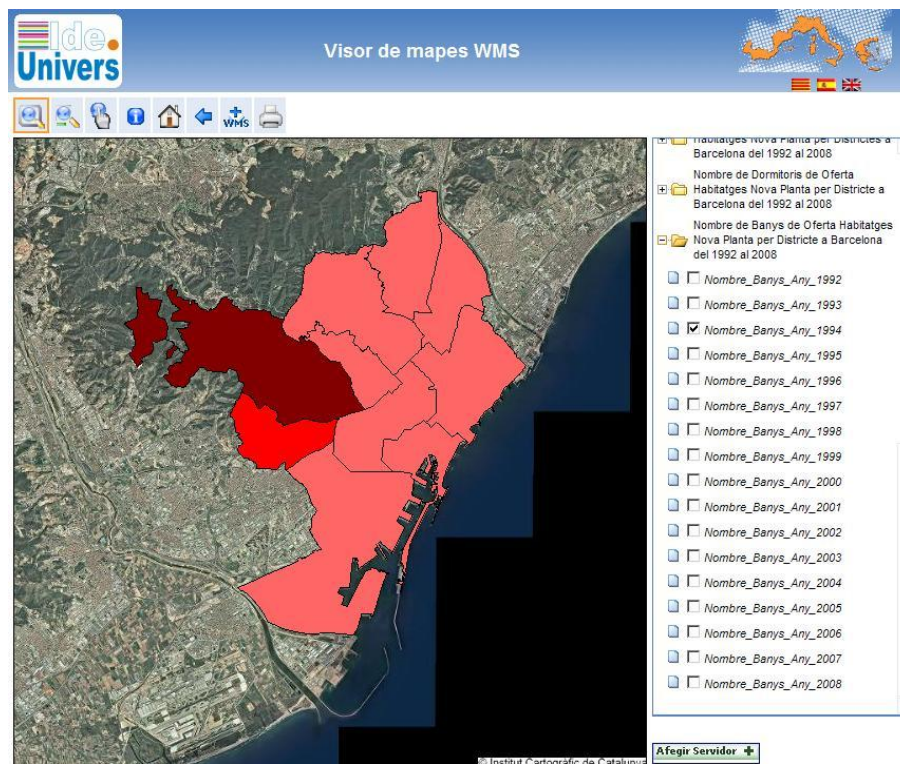 Ide
Univers
Visor de mapes WMS
WMS
Habitatges Nova Planta per Districtes a
Barcelona del 1992 al 2008
Nombre de Dormitoris de Oferta
Habitatges Nova Planta per Districte a
Barcelona del 1992 al 2008
Nombre de Banys de Oferta Habitatges
Nova Planta per Districte a Barcelona
del 1992 al 2008
Nombre_Banys_Any_1992
Nombre_Banys_Any_1993
Nombre_Banys_Any_1994
Nombre_Banys_Any_1995
Nombre_Banys_Any_1996
Nombre_Banys_Any_1997
Nombre_Banys_Any_1998
Nombre_Banys_Any_1999
Nombre_Banys_Any_2000
Nombre_Banys_Any_2001
Nombre_Banys_Any_2002
Nombre_Banys_Any_2003
Nombre_Banys_Any_2004
Nombre_Banys_Any_2005
Nombre_Banys_Any_2006
Nombre_Banys_Any_2007
Nombre_Banys_Any_2008
Afegir Servidor
© Institut Cartogràfic de Catalunya